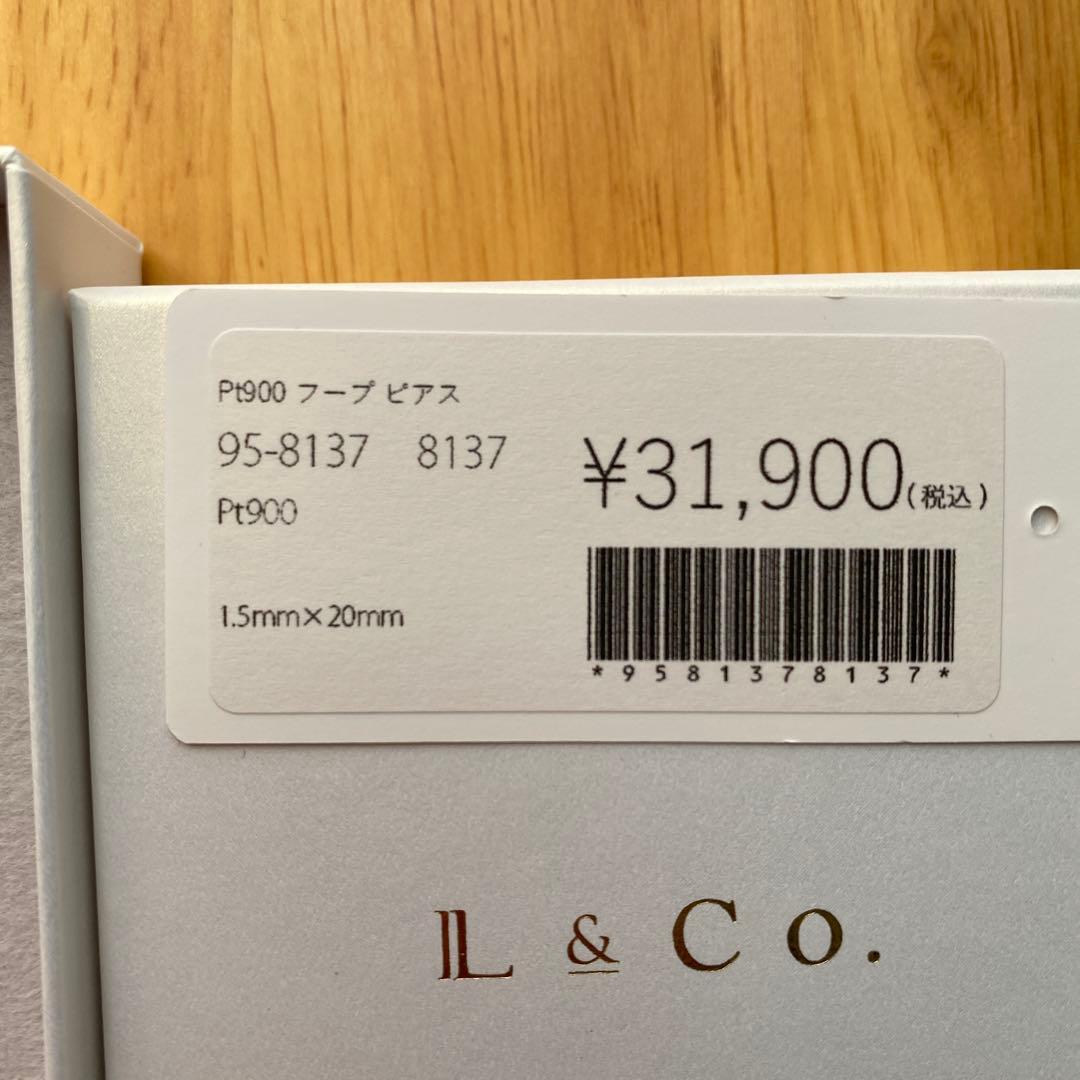 Pt900 フープ ピアス
95-8137 8137
Pt900
¥31,900(税込)
1.5mm×20mm
*9581378137*
L & Co.